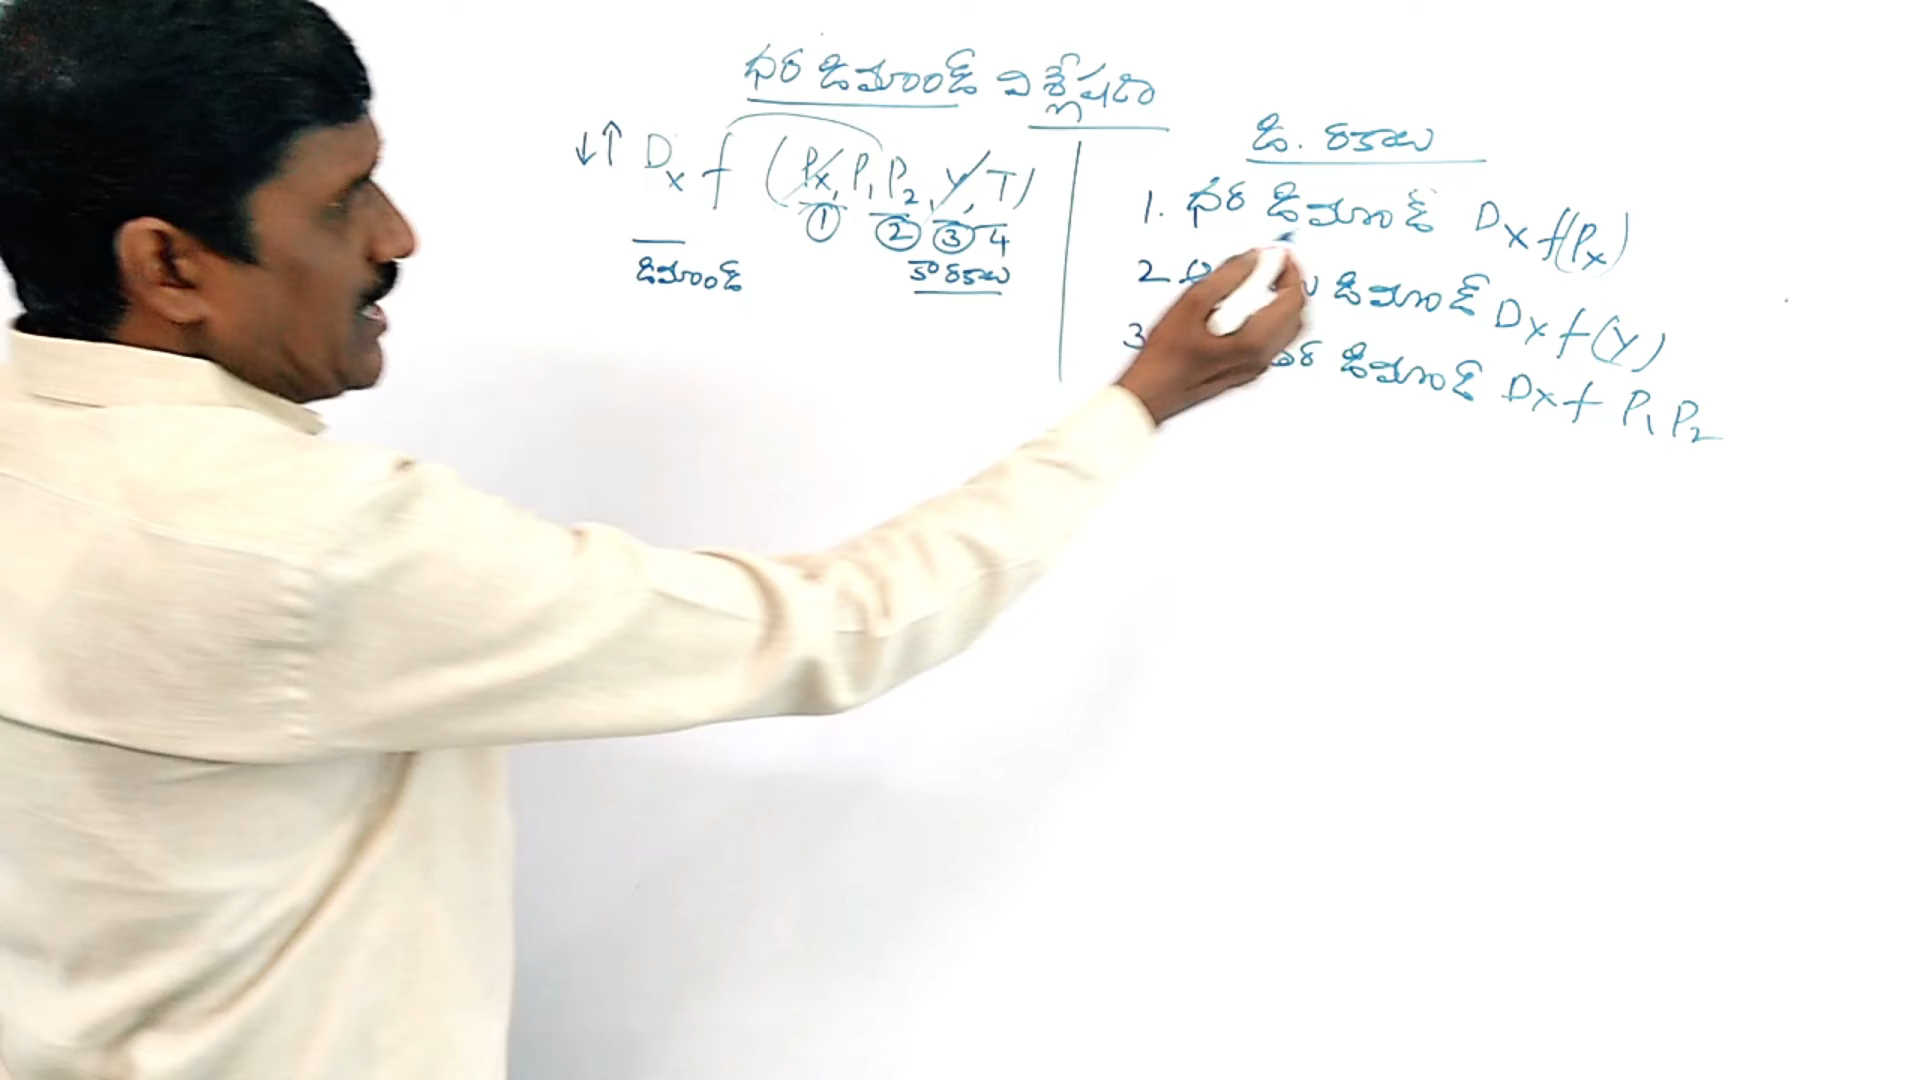 ధర డిమాండ్ విశ్లేషణ
↓↑ Dx f (Px, P1 P2, Y, T)
① ② ③ 4
డిమాండ్ కారకాలు
డి. రకాలు
1. ధర డిమాండ్ Dx f(Px)
2 డిమాండ్ Dx f(Y)
3 డిమాండ్ Dx f P1 P2